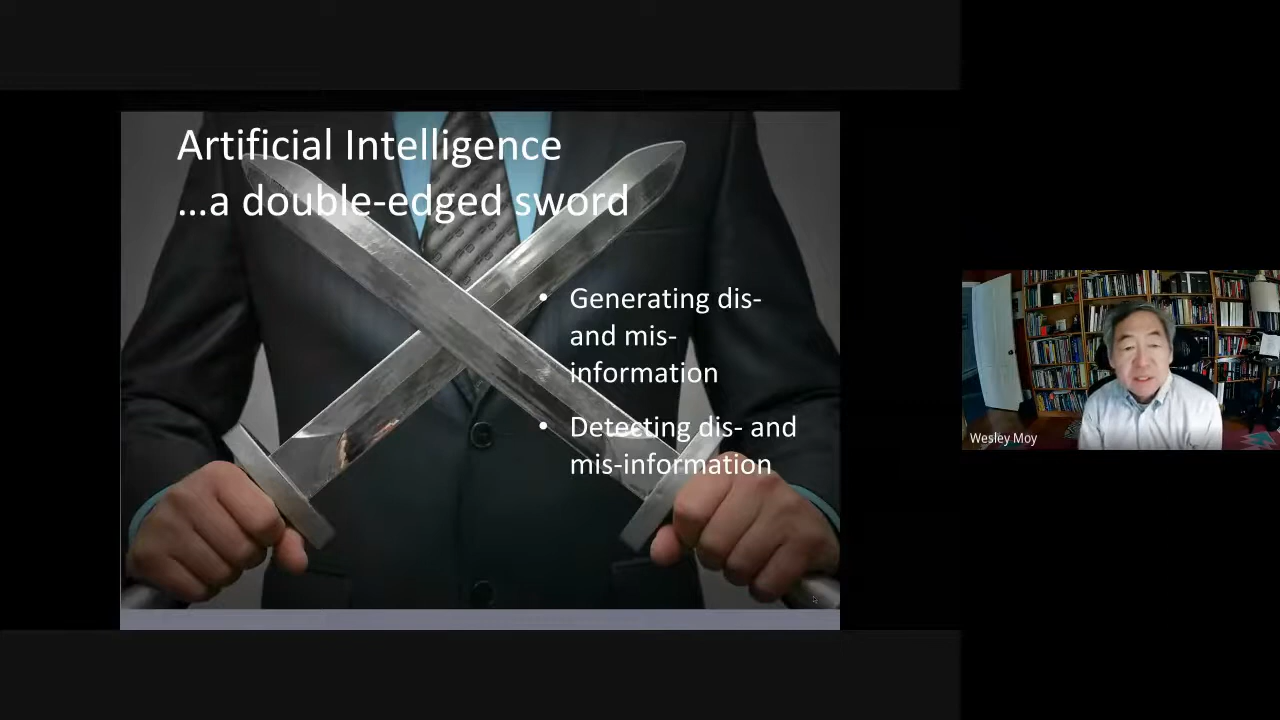 Artificial Intelligence
…a double-edged sword
• Generating dis-
and mis-
information
• Detecting dis- and
mis-information
Wesley Moy